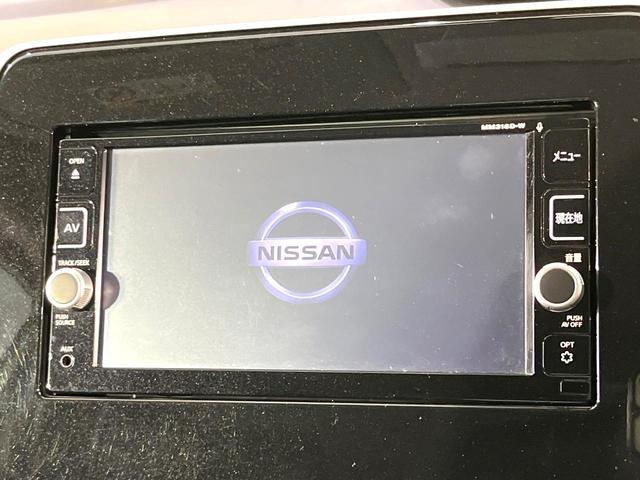 MM318D-W
OPEN
AV
TRACK/SEEK
PUSH
SOURCE
AUX
NISSAN
メニュー
現在地
音量
PUSH
AV OFF
OPT